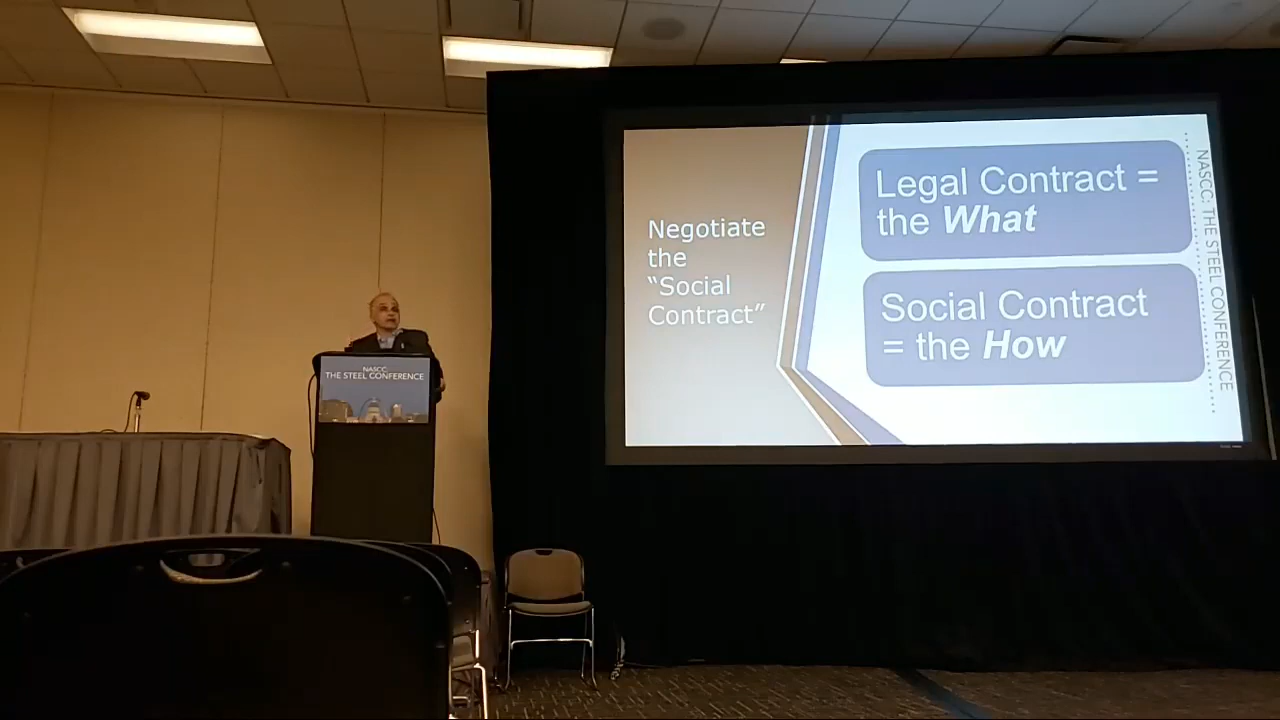 NASCC:
THE STEEL CONFERENCE
Negotiate
the
“Social
Contract”
Legal Contract =
the What
Social Contract
= the How
NASCC: THE STEEL CONFERENCE